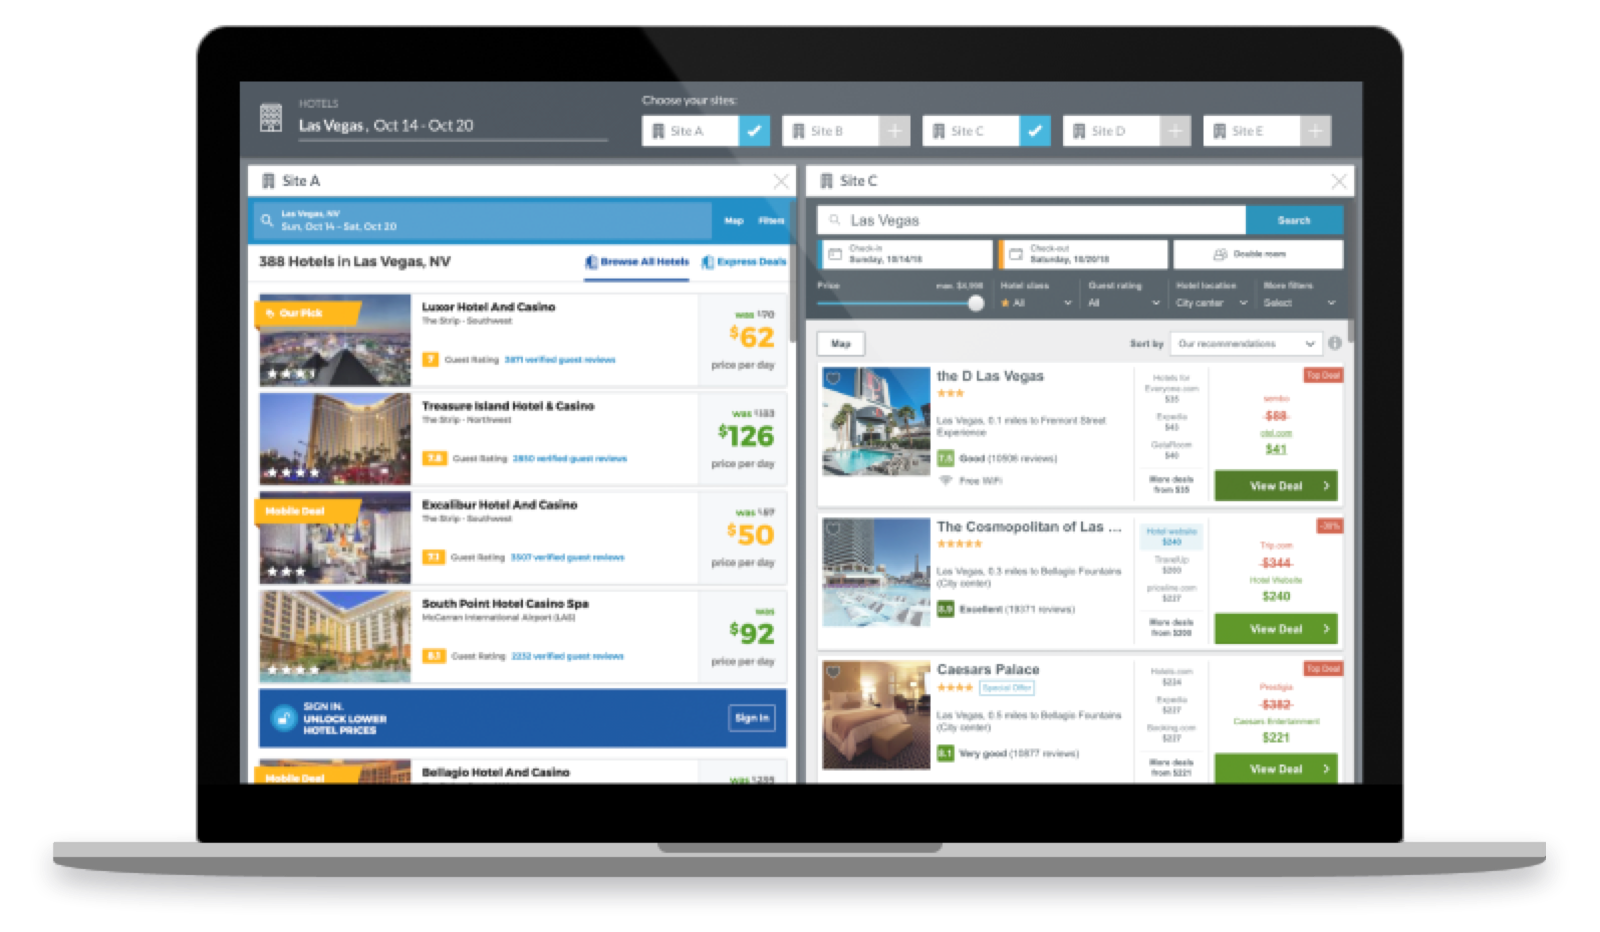 HOTELS
Las Vegas, Oct 14 - Oct 20
Choose your sites:
Site A
Site B
Site C
Site D
Site E
Site A
Las Vegas, NV
Sun, Oct 14 - Sat, Oct 20
Map Filters
388 Hotels in Las Vegas, NV
Browse All Hotels Express Deals
Our Pick
Luxor Hotel And Casino
The Strip - Southwest
Guest Rating 3871 verified guest reviews
was $70
$62
price per day
Treasure Island Hotel & Casino
The Strip - Northwest
7.8 Guest Rating 2850 verified guest reviews
was
$126
price per day
Mobile Deal
Excalibur Hotel And Casino
The Strip - Southwest
7.1 Guest Rating 3507 verified guest reviews
was $57
$50
price per day
South Point Hotel Casino Spa
McCarran International Airport (LAS)
8.1 Guest Rating 2232 verified guest reviews
was
$92
price per day
SIGN IN.
UNLOCK LOWER
HOTEL PRICES
Sign In
Mobile Deal
Bellagio Hotel And Casino
was $255
Site C
Las Vegas
Search
Check-in
Sunday, 10/14/18
Check-out
Saturday, 10/20/18
Double room
Price
max.
Hotel class
All
Guest rating
All
Hotel location
City center
More filters
Select
Map
Sort by
Our recommendations
the D Las Vegas
Las Vegas, 0.1 miles to Fremont Street
Experience
7.5 Good (10506 reviews)
Free WiFi
Hotels for
Everyone.com
$35
Expedia
$43
GetaRoom
$40
More deals
from $35
Top Deal
$88
otel.com
$41
View Deal
The Cosmopolitan of Las ...
Las Vegas, 0.3 miles to Bellagio Fountains
(City center)
8.9 Excellent (19371 reviews)
Hotel website
$240
TravelUp
$200
priceline.com
$227
More deals
from $200
-30%
Trip.com
$344
Hotel Website
$240
View Deal
Caesars Palace
Special Offer
Las Vegas, 0.5 miles to Bellagio Fountains
(City center)
8.1 Very good (10877 reviews)
Hotels.com
$224
Expedia
$227
Booking.com
$227
More deals
from $221
Top Deal
Prestigia
$382
Caesars Entertainment
$221
View Deal